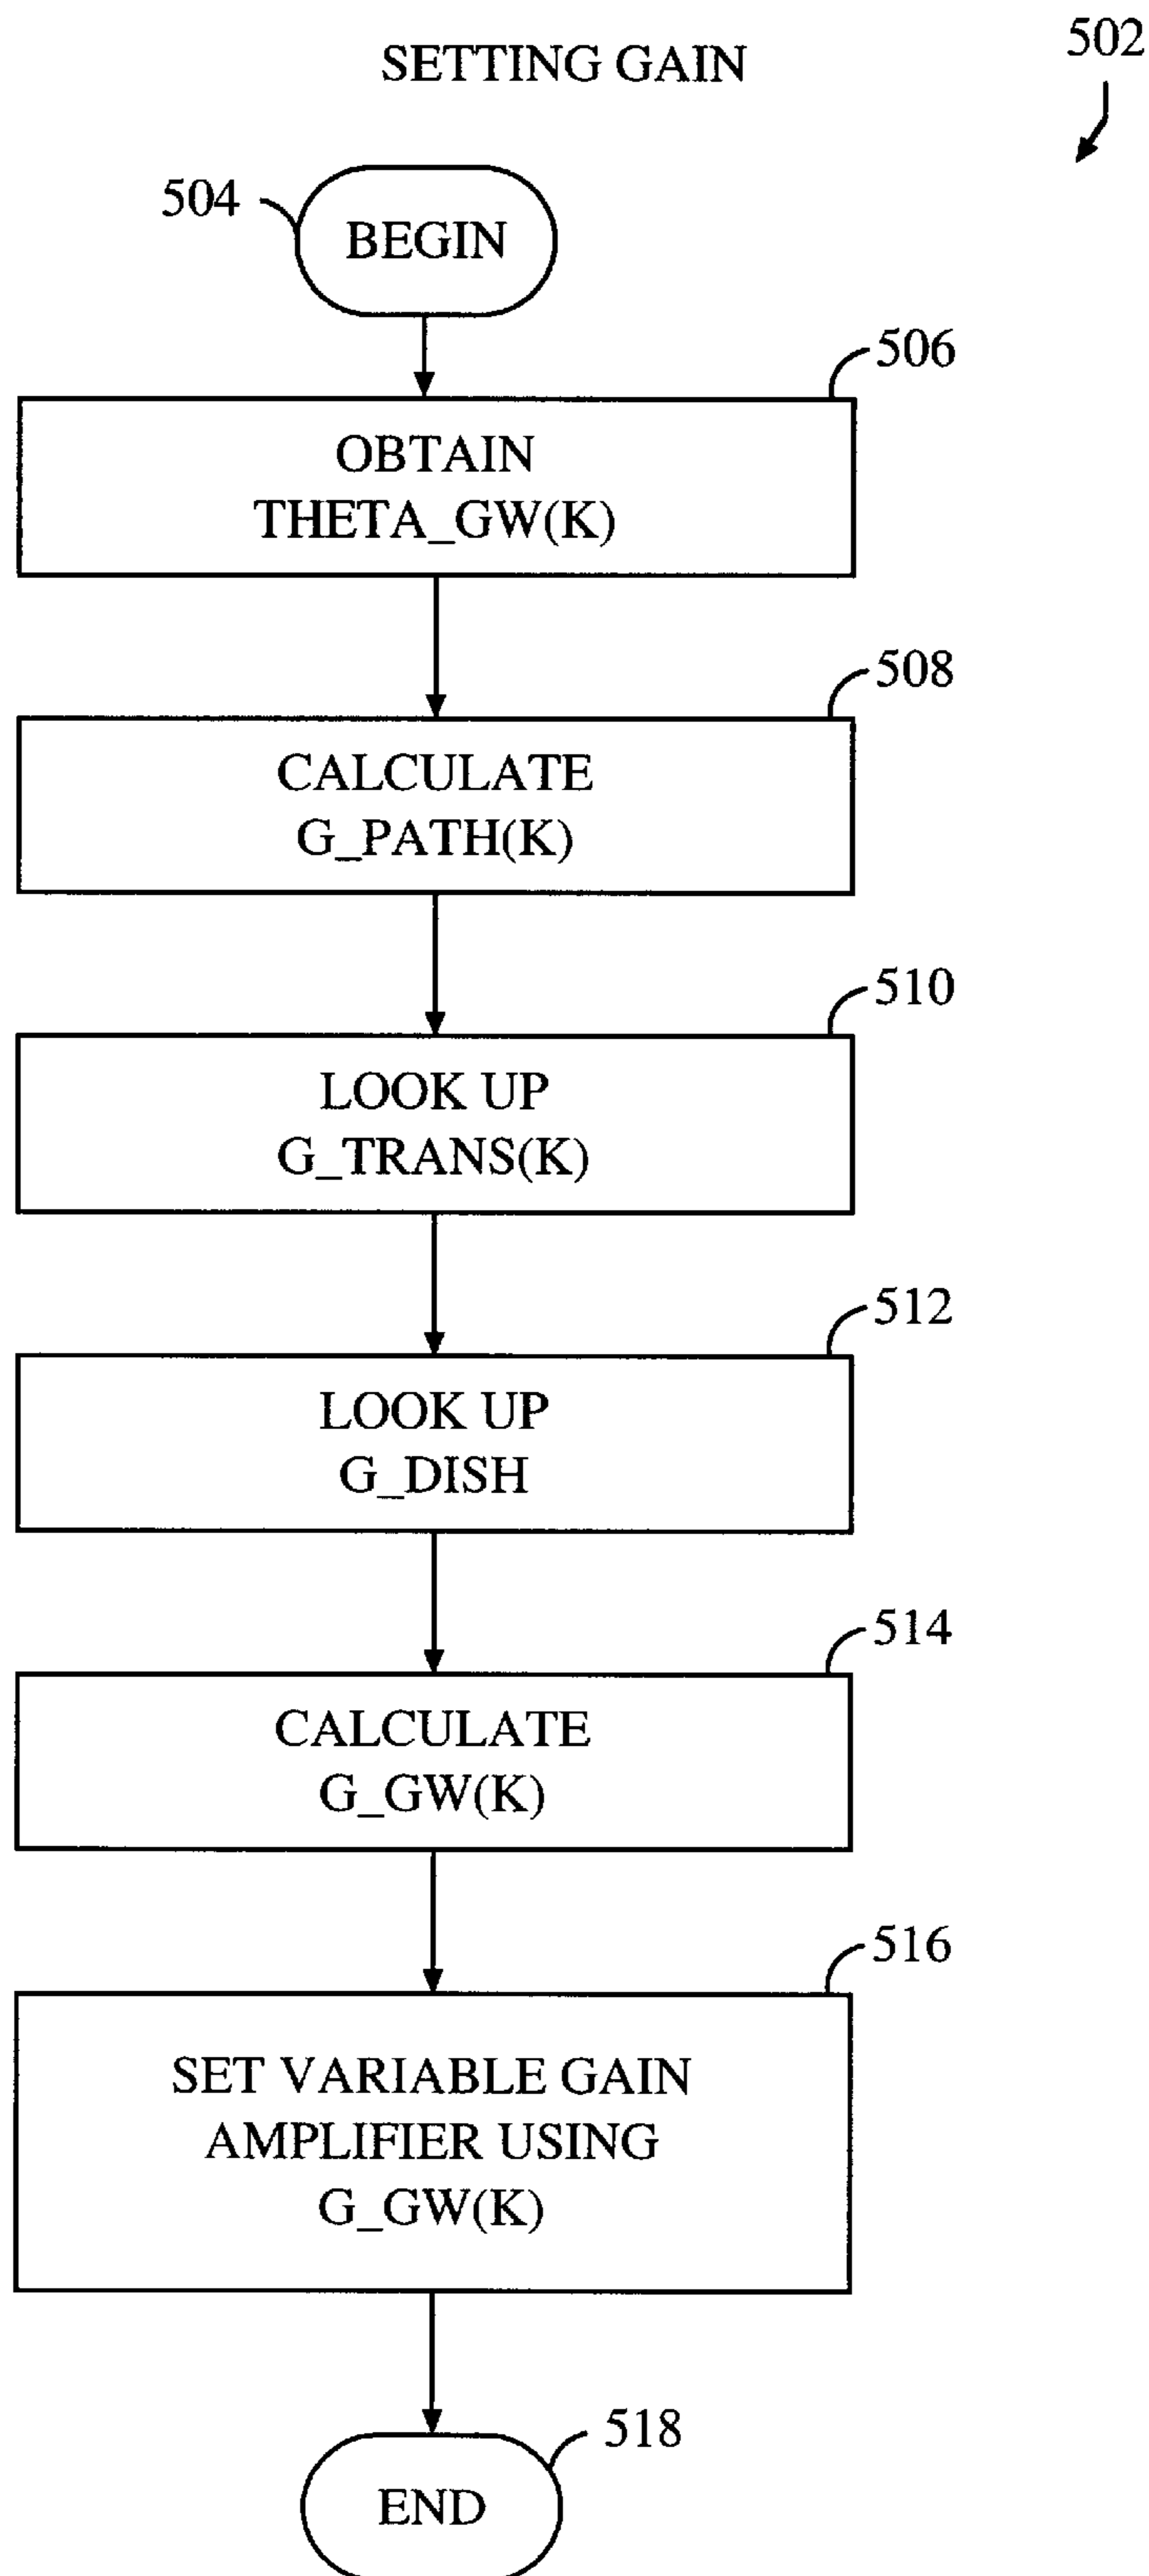 SETTING GAIN
502
504
BEGIN
506
OBTAIN
THETA_GW(K)
508
CALCULATE
G_PATH(K)
510
LOOK UP
G_TRANS(K)
512
LOOK UP
G_DISH
514
CALCULATE
G_GW(K)
516
SET VARIABLE GAIN
AMPLIFIER USING
G_GW(K)
518
END